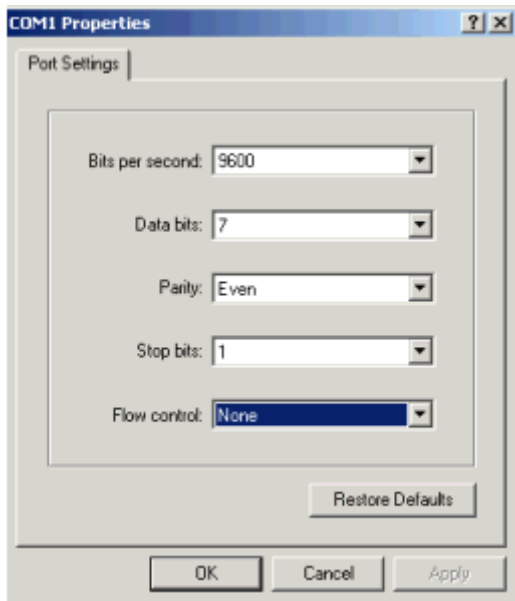 COM1 Properties
Port Settings
Bits per second: 9600
Data bits: 7
Parity: Even
Stop bits: 1
Flow control: None
Restore Defaults
OK Cancel Apply